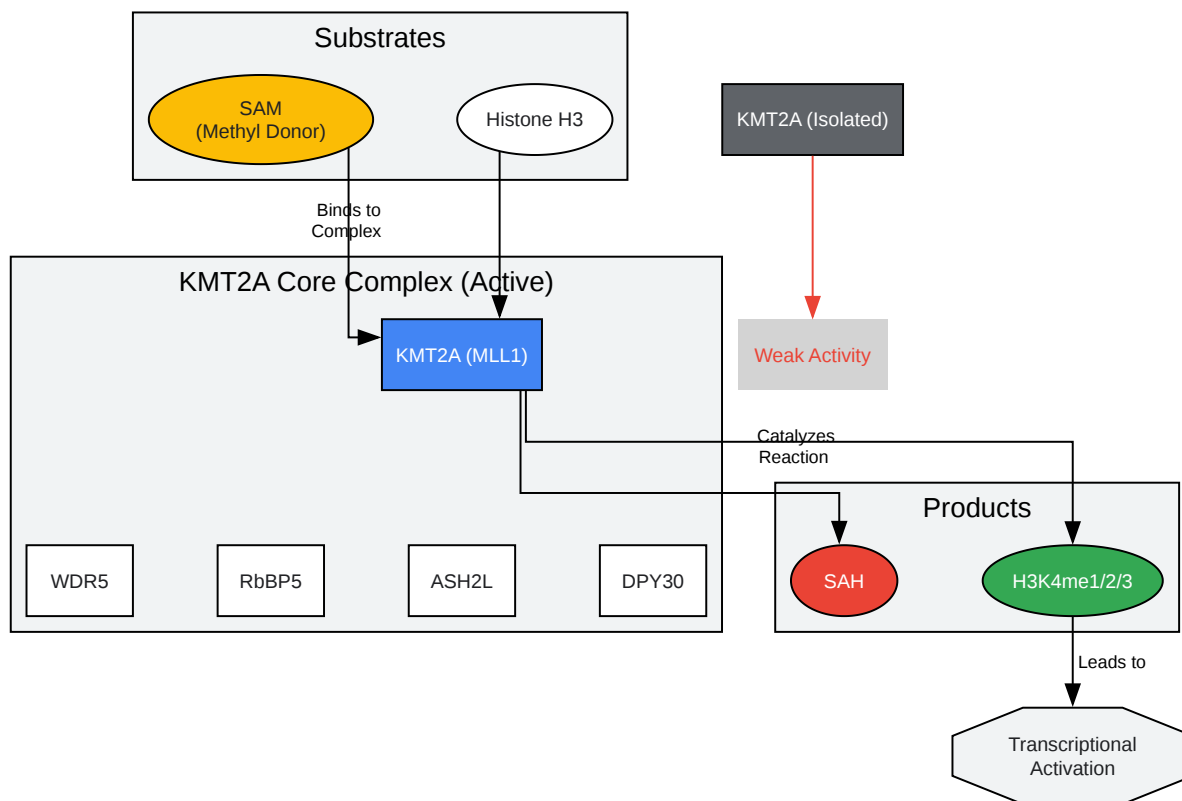 Substrates
SAM
(Methyl Donor)
Histone H3
KMT2A (Isolated)
Binds to
Complex
KMT2A Core Complex (Active)
KMT2A (MLL1)
Weak Activity
Catalyzes
Reaction
Products
WDR5
RbBP5
ASH2L
DPY30
SAH
H3K4me1/2/3
Leads to
Transcriptional
Activation